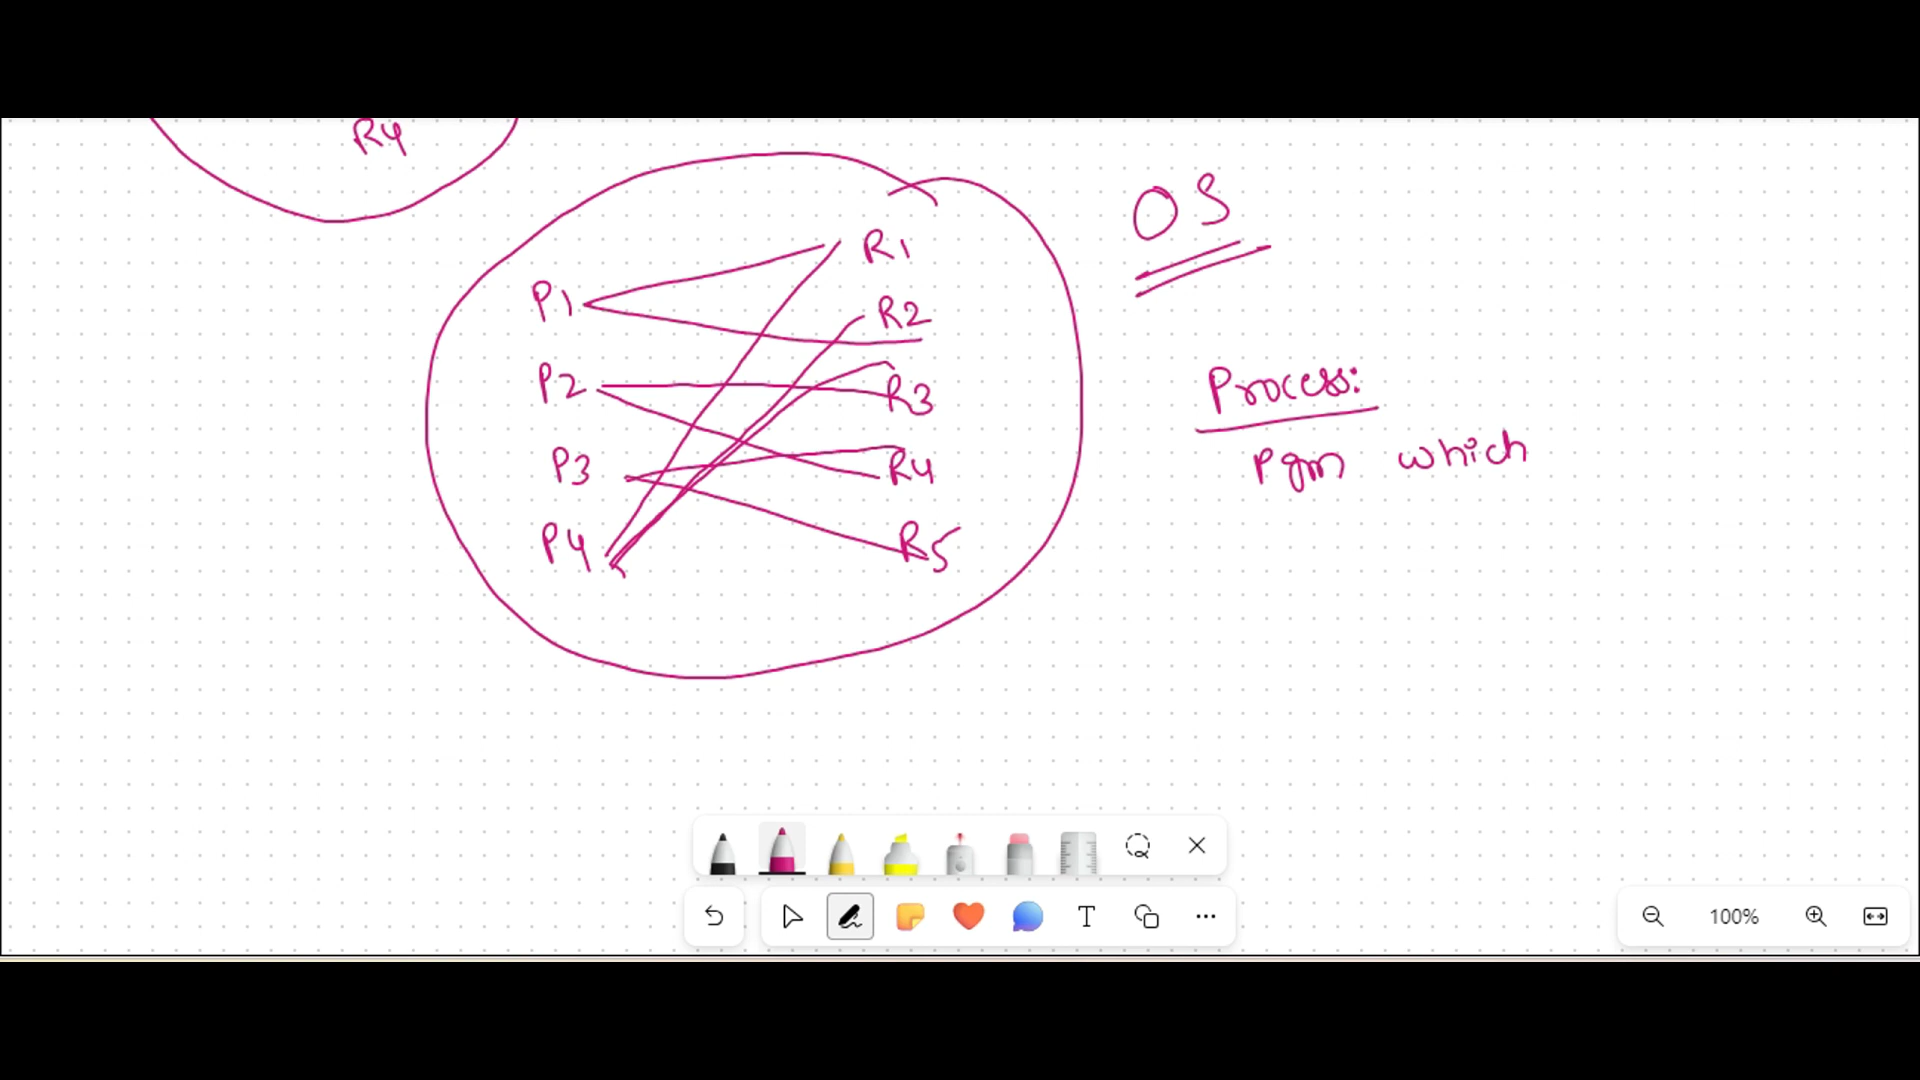 R4
OS
R1
P1
R2
P2
R3
P3
R4
P4
R5
Process:
Pgm which
T
100%